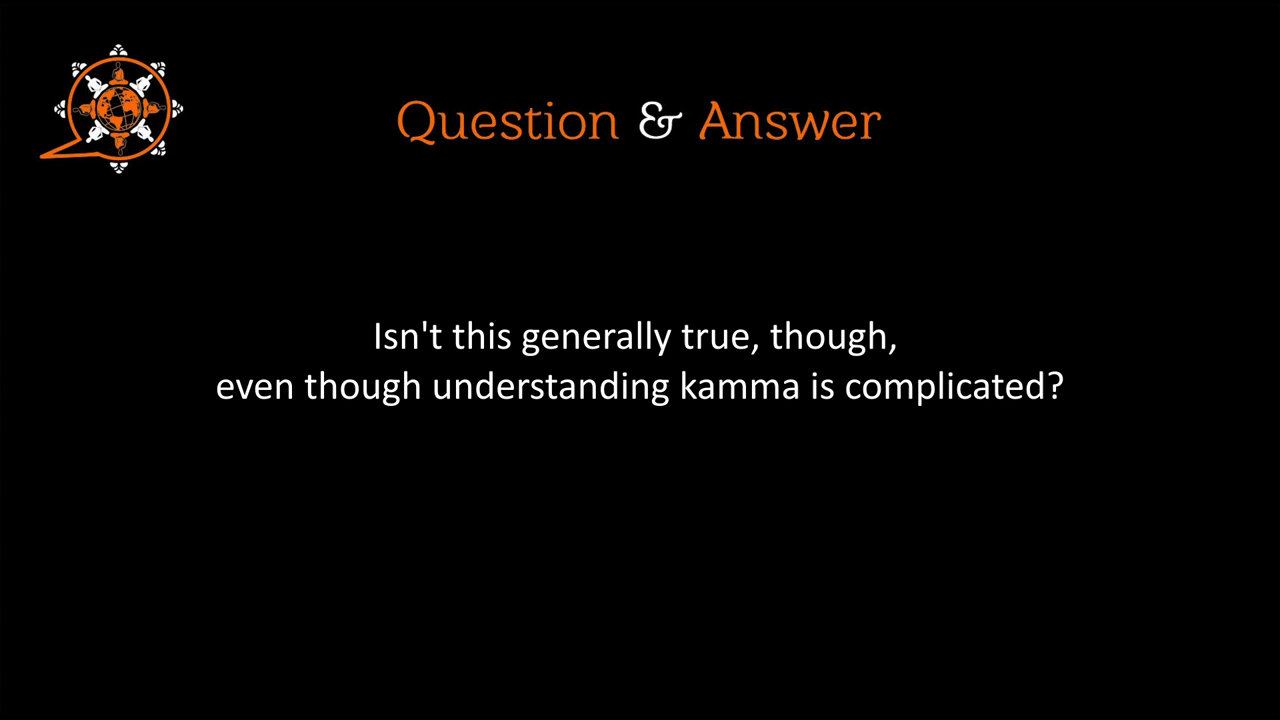 Question & Answer
Isn't this generally true, though,
even though understanding kamma is complicated?